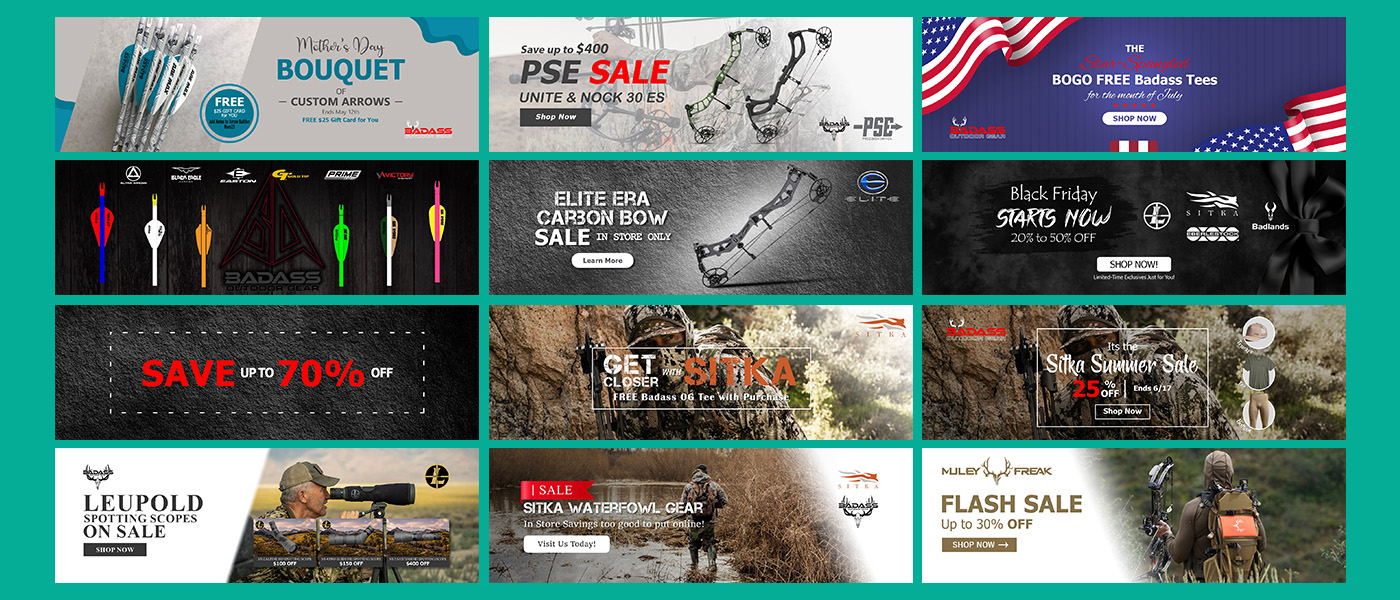 Mother's Day
BOUQUET
OF
CUSTOM ARROWS
Ends May 12th
FREE $25 Gift Card for You
FREE
$25 GIFT CARD
for YOU
BADASS
Save up to $400
PSE SALE
UNITE & NOCK 30 ES
Shop Now
BADASS
PSE
THE
Star-Spangled
BOGO FREE Badass Tees
for the month of July
SHOP NOW
BADASS
OUTDOOR GEAR
BLACK EAGLE
EASTON
GT GOLD TIP
PRIME
VICTORY
BADASS
OUTDOOR GEAR
ELITE ERA
CARBON BOW
SALE IN STORE ONLY
Learn More
ELITE
Black Friday
STARTS NOW
20% to 50% OFF
SHOP NOW!
Limited-Time Exclusives Just for You!
SITKA
EBERLESTOCK
Badlands
SAVE UP TO 70% OFF
GET
CLOSER
WITH
SITKA
FREE Badass OG Tee with Purchase
SITKA
BADASS
OUTDOOR GEAR
Its the
Sitka Summer Sale
25 % OFF
Ends 6/17
Shop Now
BADASS
LEUPOLD
SPOTTING SCOPES
ON SALE
SHOP NOW
$100 OFF
$150 OFF
$400 OFF
SALE
SITKA WATERFOWL GEAR
In Store Savings too good to put online!
Visit Us Today!
SITKA
BADASS
MULEY FREAK
FLASH SALE
Up to 30% OFF
SHOP NOW →